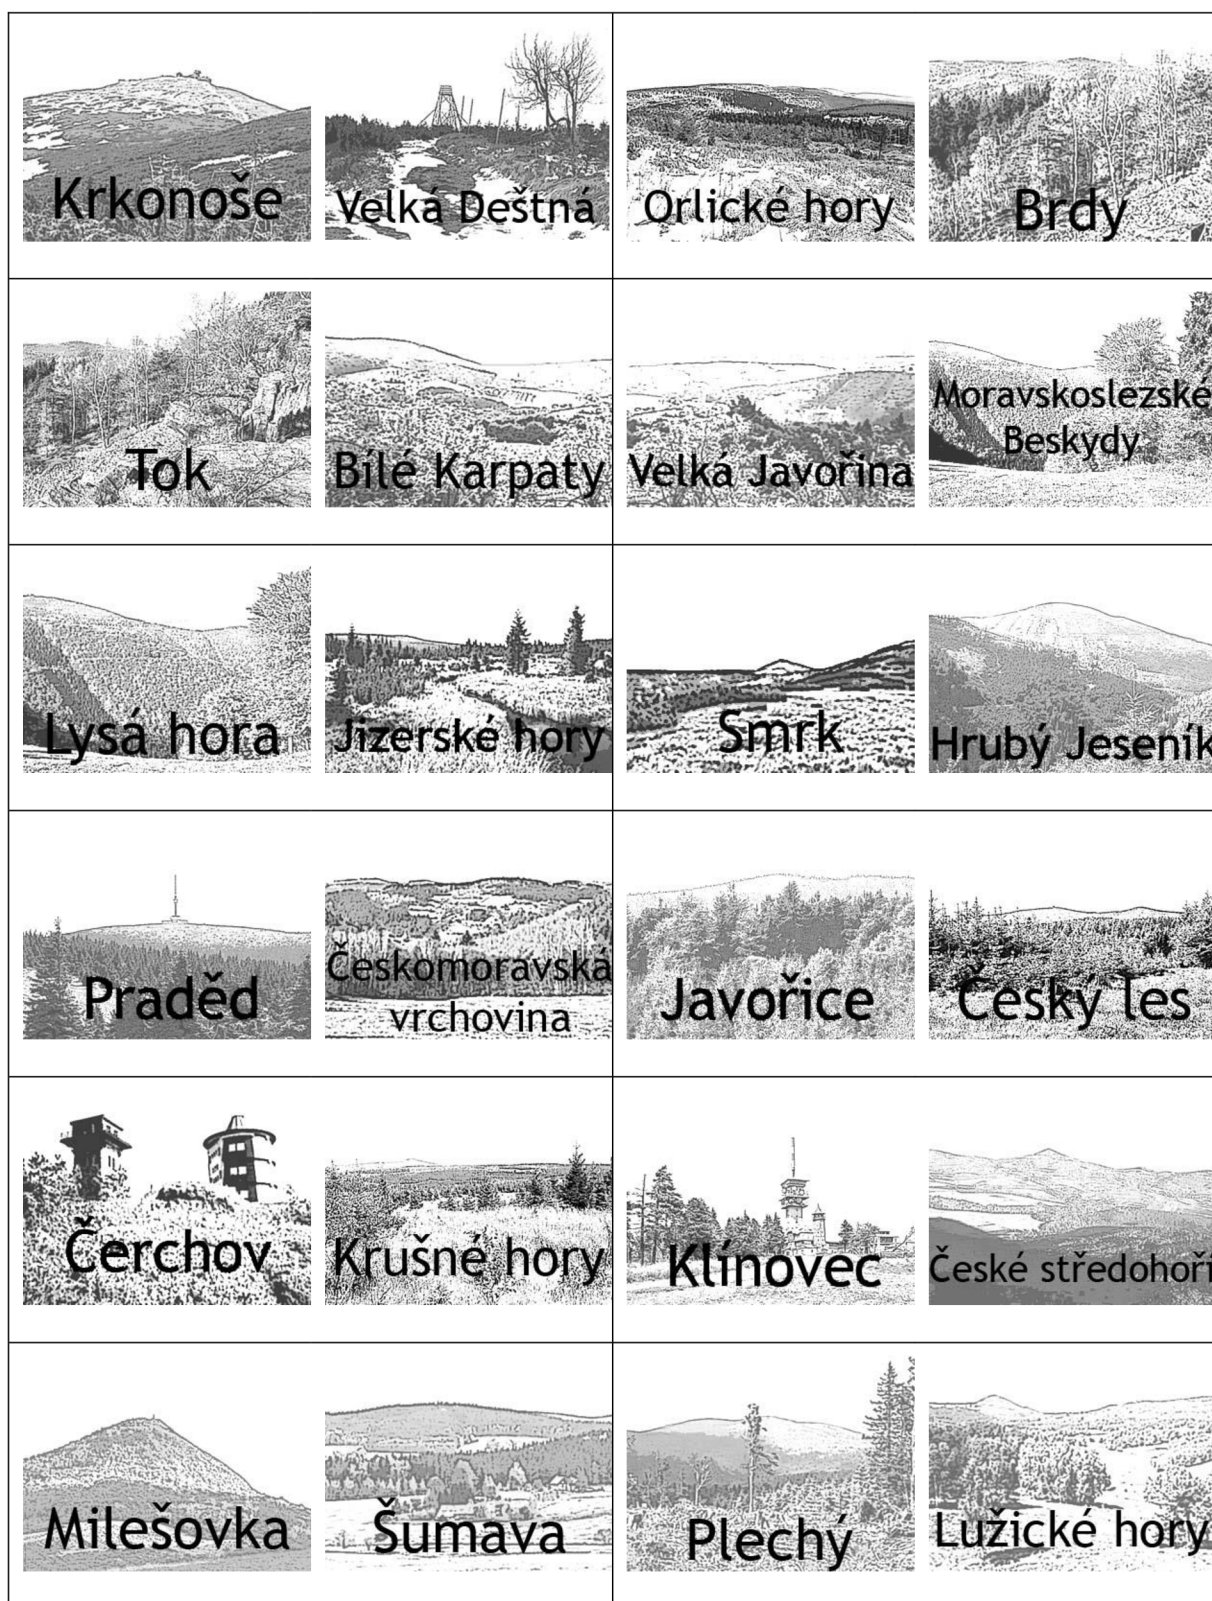 Krkonoše
Velká Deštná
Orlické hory
Brdy
Tok
Bílé Karpaty
Velká Javořina
Moravskoslezské
Beskydy
Lysá hora
Jizerské hory
Smrk
Hrubý Jeseník
Praděd
Českomoravská
vrchovina
Javořice
Český les
Čerchov
Krušné hory
Klínovec
České středohoří
Milešovka
Šumava
Plechý
Lužické hory